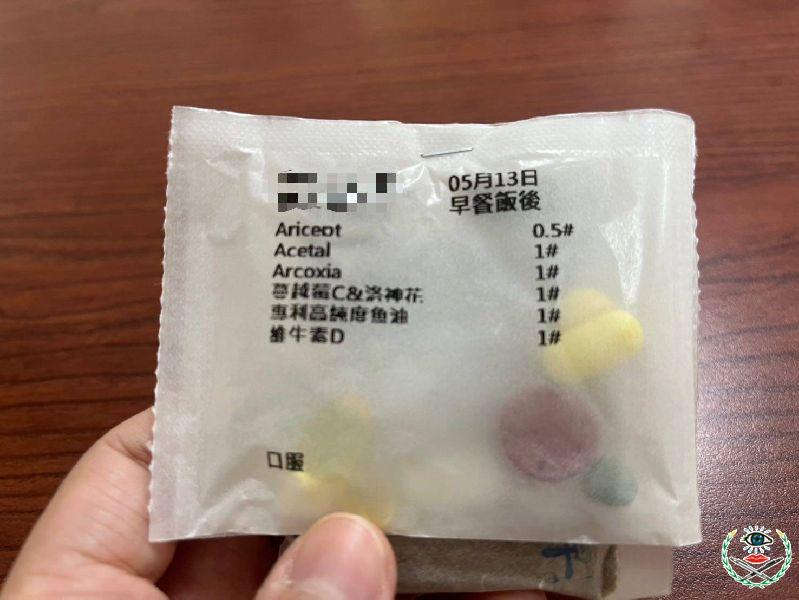 05月13日
早餐飯後
Aricept 0.5#
Acetal 1#
Arcoxia 1#
蔓越莓C&洛神花 1#
專利高純度魚油 1#
維生素D 1#
口服